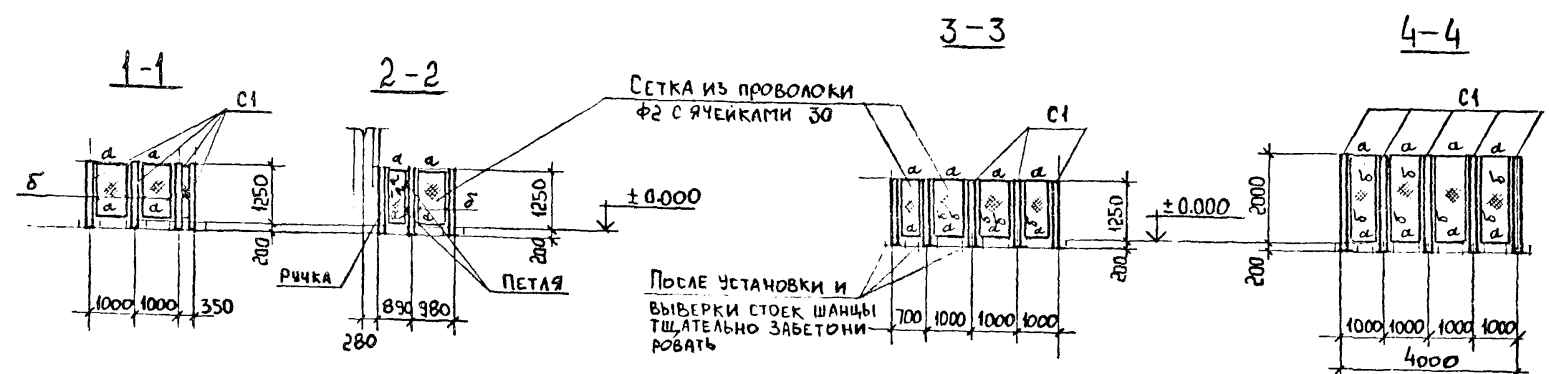 1-1
С1
а
а
б
а
а
1250
200
1000
1000
350
2-2
а
а
а
а
б
1250
200
±0.000
РУЧКА
ПЕТЛЯ
890
980
280
СЕТКА ИЗ ПРОВОЛОКИ
Ф2 С ЯЧЕЙКАМИ 30
3-3
С1
а
а
а
а
б
б
б
б
а
а
а
1250
200
±0.000
ПОСЛЕ УСТАНОВКИ И
ВЫВЕРКИ СТОЕК ШАНЦЫ
ТЩАТЕЛЬНО ЗАБЕТОНИ-
РОВАТЬ
700
1000
1000
1000
4-4
С1
а
а
а
а
б
б
б
б
б
б
б
а
а
а
а
2000
200
1000
1000
1000
1000
4000